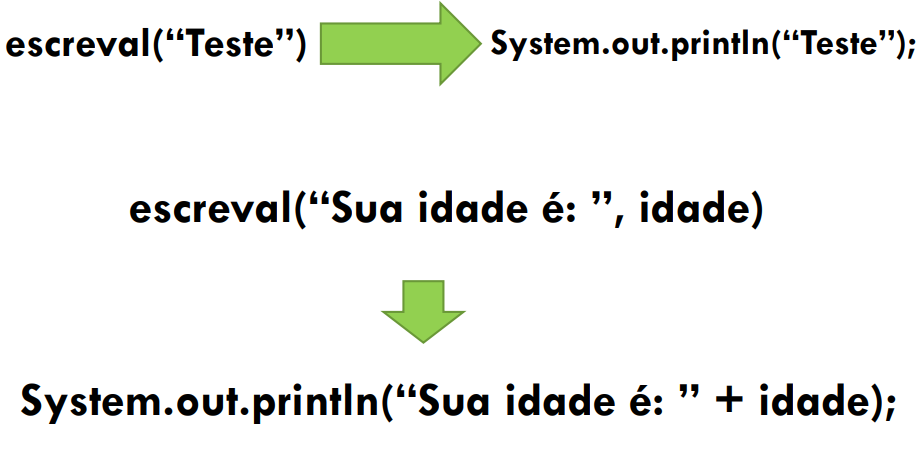 escreval(“Teste”) System.out.println(“Teste”);
escreval(“Sua idade é: ”, idade)
System.out.println(“Sua idade é: ” + idade);